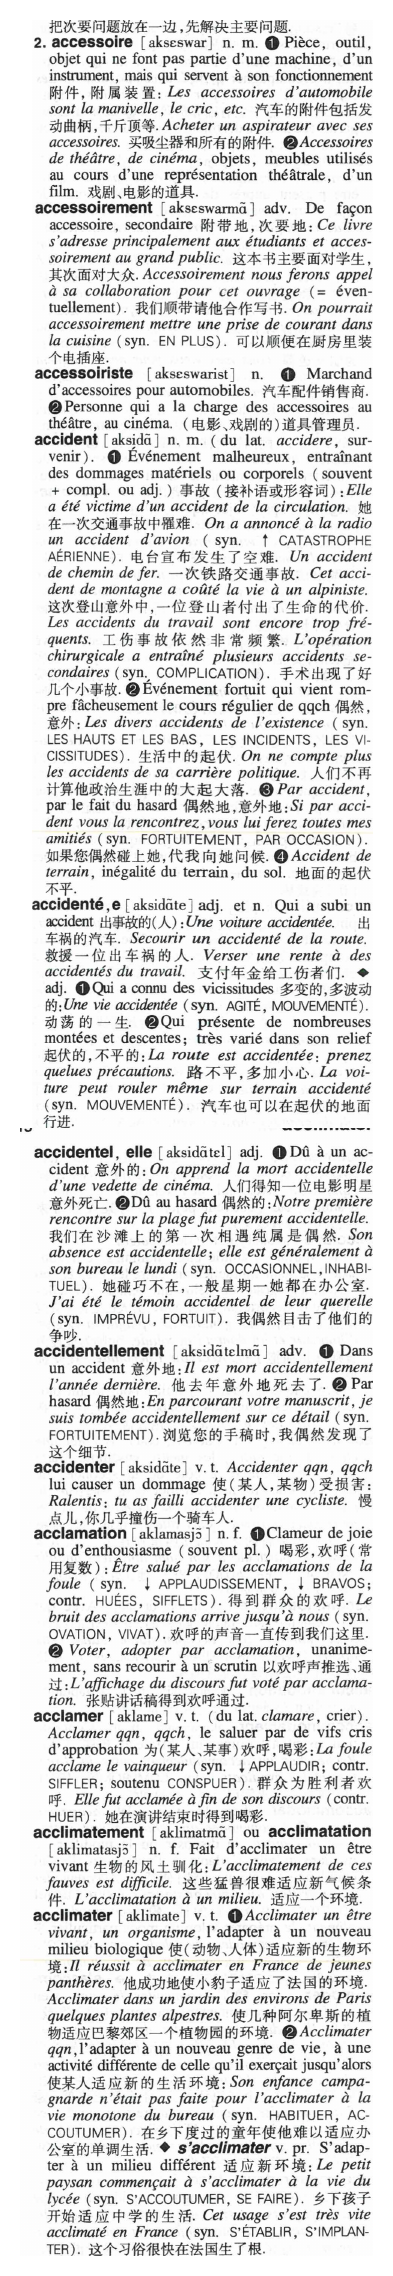 把次要问题放在一边,先解决主要问题.
2. accessoire [aksɛswar] n. m. ❶ Pièce, outil,
objet qui ne font pas partie d'une machine, d'un
instrument, mais qui servent à son fonctionnement
附件, 附属装置: Les accessoires d'automobile
sont la manivelle, le cric, etc. 汽车的附件包括发
动曲柄,千斤顶等. Acheter un aspirateur avec ses
accessoires. 买吸尘器和所有的附件. ❷ Accessoires
de théâtre, de cinéma, objets, meubles utilisés
au cours d'une représentation théâtrale, d'un
film. 戏剧、电影的道具.
accessoirement [aksɛswarmɑ̃] adv. De façon
accessoire, secondaire 附带地,次要地: Ce livre
s'adresse principalement aux étudiants et acces-
soirement au grand public. 这本书主要面对学生,
其次面对大众. Accessoirement nous ferons appel
à sa collaboration pour cet ouvrage (= éven-
tuellement). 我们顺带请他合作写书. On pourrait
accessoirement mettre une prise de courant dans
la cuisine (syn. EN PLUS). 可以顺便在厨房里装
个电插座.
accessoiriste [aksɛswarist] n. ❶ Marchand
d'accessoires pour automobiles. 汽车配件销售商.
❷ Personne qui a la charge des accessoires au
théâtre, au cinéma. (电影、戏剧的)道具管理员.
accident [aksidɑ̃] n. m. (du lat. accidere, sur-
venir). ❶ Événement malheureux, entraînant
des dommages matériels ou corporels (souvent
+ compl. ou adj.) 事故 (接补语或形容词): Elle
a été victime d'un accident de la circulation. 她
在一次交通事故中罹难. On a annoncé à la radio
un accident d'avion (syn. ↑ CATASTROPHE
AÉRIENNE). 电台宣布发生了空难. Un accident
de chemin de fer. 一次铁路交通事故. Cet acci-
dent de montagne a coûté la vie à un alpiniste.
这次登山意外中,一位登山者付出了生命的代价.
Les accidents du travail sont encore trop fré-
quents. 工伤事故依然非常频繁. L'opération
chirurgicale a entraîné plusieurs accidents se-
condaires (syn. COMPLICATION). 手术出现了好
几个小事故. ❷ Événement fortuit qui vient rom-
pre fâcheusement le cours régulier de qqch 偶然,
意外: Les divers accidents de l'existence (syn.
LES HAUTS ET LES BAS, LES INCIDENTS, LES VI-
CISSITUDES). 生活中的起伏. On ne compte plus
les accidents de sa carrière politique. 人们不再
计算他政治生涯中的大起大落. ❸ Par accident,
par le fait du hasard 偶然地,意外地: Si par acci-
dent vous la rencontrez, vous lui ferez toutes mes
amitiés (syn. FORTUITEMENT, PAR OCCASION).
如果您偶然碰上她,代我向她问候. ❹ Accident de
terrain, inégalité du terrain, du sol. 地面的起伏
不平.
accidenté,e [aksidɑ̃te] adj. et n. Qui a subi un
accident 出事故的(人): Une voiture accidentée. 出
车祸的汽车. Secourir un accidenté de la route.
救援一位出车祸的人. Verser une rente à des
accidentés du travail. 支付年金给工伤者们. ◆
adj. ❶ Qui a connu des vicissitudes 多变的,多波动
的: Une vie accidentée (syn. AGITÉ, MOUVEMENTÉ).
动荡的一生. ❷ Qui présente de nombreuses
montées et descentes; très varié dans son relief
起伏的,不平的: La route est accidentée: prenez
quelques précautions. 路不平,多加小心. La voi-
ture peut rouler même sur terrain accidenté
(syn. MOUVEMENTÉ). 汽车也可以在起伏的地面
行进.
accidentel, elle [aksidɑ̃tɛl] adj. ❶ Dû à un ac-
cident 意外的: On apprend la mort accidentelle
d'une vedette de cinéma. 人们得知一位电影明星
意外死亡. ❷ Dû au hasard 偶然的: Notre première
rencontre sur la plage fut purement accidentelle.
我们在沙滩上的第一次相遇纯属是偶然. Son
absence est accidentelle; elle est généralement à
son bureau le lundi (syn. OCCASIONNEL, INHABI-
TUEL). 她碰巧不在,一般星期一她都在办公室.
J'ai été le témoin accidentel de leur querelle
(syn. IMPRÉVU, FORTUIT). 我偶然目击了他们的
争吵.
accidentellement [aksidɑ̃tɛlmɑ̃] adv. ❶ Dans
un accident 意外地: Il est mort accidentellement
l'année dernière. 他去年意外地死去了. ❷ Par
hasard 偶然地: En parcourant votre manuscrit, je
suis tombée accidentellement sur ce détail (syn.
FORTUITEMENT). 浏览您的手稿时,我偶然发现了
这个细节.
accidenter [aksidɑ̃te] v. t. Accidenter qqn, qqch
lui causer un dommage 使(某人,某物)受损害:
Ralentis: tu as failli accidenter une cycliste. 慢
点儿,你几乎撞伤一个骑车人.
acclamation [aklamasjɔ̃] n. f. ❶ Clameur de joie
ou d'enthousiasme (souvent pl.) 喝彩,欢呼(常
用复数): Être salué par les acclamations de la
foule (syn. ↓ APPLAUDISSEMENT, ↓ BRAVOS;
contr. HUÉES, SIFFLETS). 得到群众的欢呼. Le
bruit des acclamations arrive jusqu'à nous (syn.
OVATION, VIVAT). 欢呼的声音一直传到我们这里.
❷ Voter, adopter par acclamation, unanime-
ment, sans recourir à un scrutin 以欢呼声推选、通
过: L'affichage du discours fut voté par acclama-
tion. 张贴讲话稿得到欢呼通过.
acclamer [aklame] v. t. (du lat. clamare, crier).
Acclamer qqn, qqch, le saluer par de vifs cris
d'approbation 为(某人、某事)欢呼,喝彩: La foule
acclame le vainqueur (syn. ↓ APPLAUDIR; contr.
SIFFLER; soutenu CONSPUER). 群众为胜利者欢
呼. Elle fut acclamée à fin de son discours (contr.
HUER). 她在演讲结束时得到喝彩.
acclimatement [aklimatmɑ̃] ou acclimatation
[aklimatasjɔ̃] n. f. Fait d'acclimater un être
vivant 生物的风土驯化: L'acclimatement de ces
fauves est difficile. 这些猛兽很难适应新气候条
件. L'acclimatation à un milieu. 适应一个环境.
acclimater [aklimate] v. t. ❶ Acclimater un être
vivant, un organisme, l'adapter à un nouveau
milieu biologique 使(动物、人体)适应新的生物环
境: Il réussit à acclimater en France de jeunes
panthères. 他成功地使小豹子适应了法国的环境.
Acclimater dans un jardin des environs de Paris
quelques plantes alpestres. 使几种阿尔卑斯的植
物适应巴黎郊区一个植物园的环境. ❷ Acclimater
qqn, l'adapter à un nouveau genre de vie, à une
activité différente de celle qu'il exerçait jusqu'alors
使某人适应新的生活环境: Son enfance campa-
gnarde n'était pas faite pour l'acclimater à la
vie monotone du bureau (syn. HABITUER, AC-
COUTUMER). 在乡下度过的童年使他难以适应办
公室的单调生活. ◆ s'acclimater v. pr. S'adap-
ter à un milieu différent 适应新环境: Le petit
paysan commençait à s'acclimater à la vie du
lycée (syn. S'ACCOUTUMER, SE FAIRE). 乡下孩子
开始适应中学的生活. Cet usage s'est très vite
acclimaté en France (syn. S'ÉTABLIR, S'IMPLAN-
TER). 这个习俗很快在法国生了根.